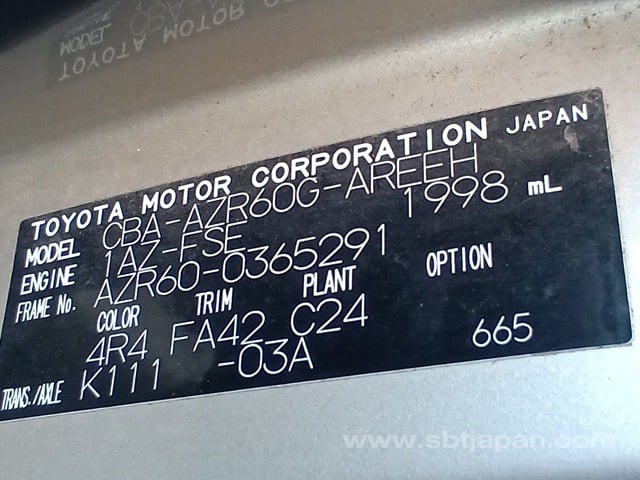 TOYOTA MOTOR CORPORATION JAPAN
MODEL CBA-AZR60G-AREEH
ENGINE 1AZ-FSE 1998 mL
FRAME No. AZR60-0365291
COLOR TRIM PLANT OPTION
4R4 FA42 C24
TRANS./AXLE K111 -03A 665
www.sbtjapan.com